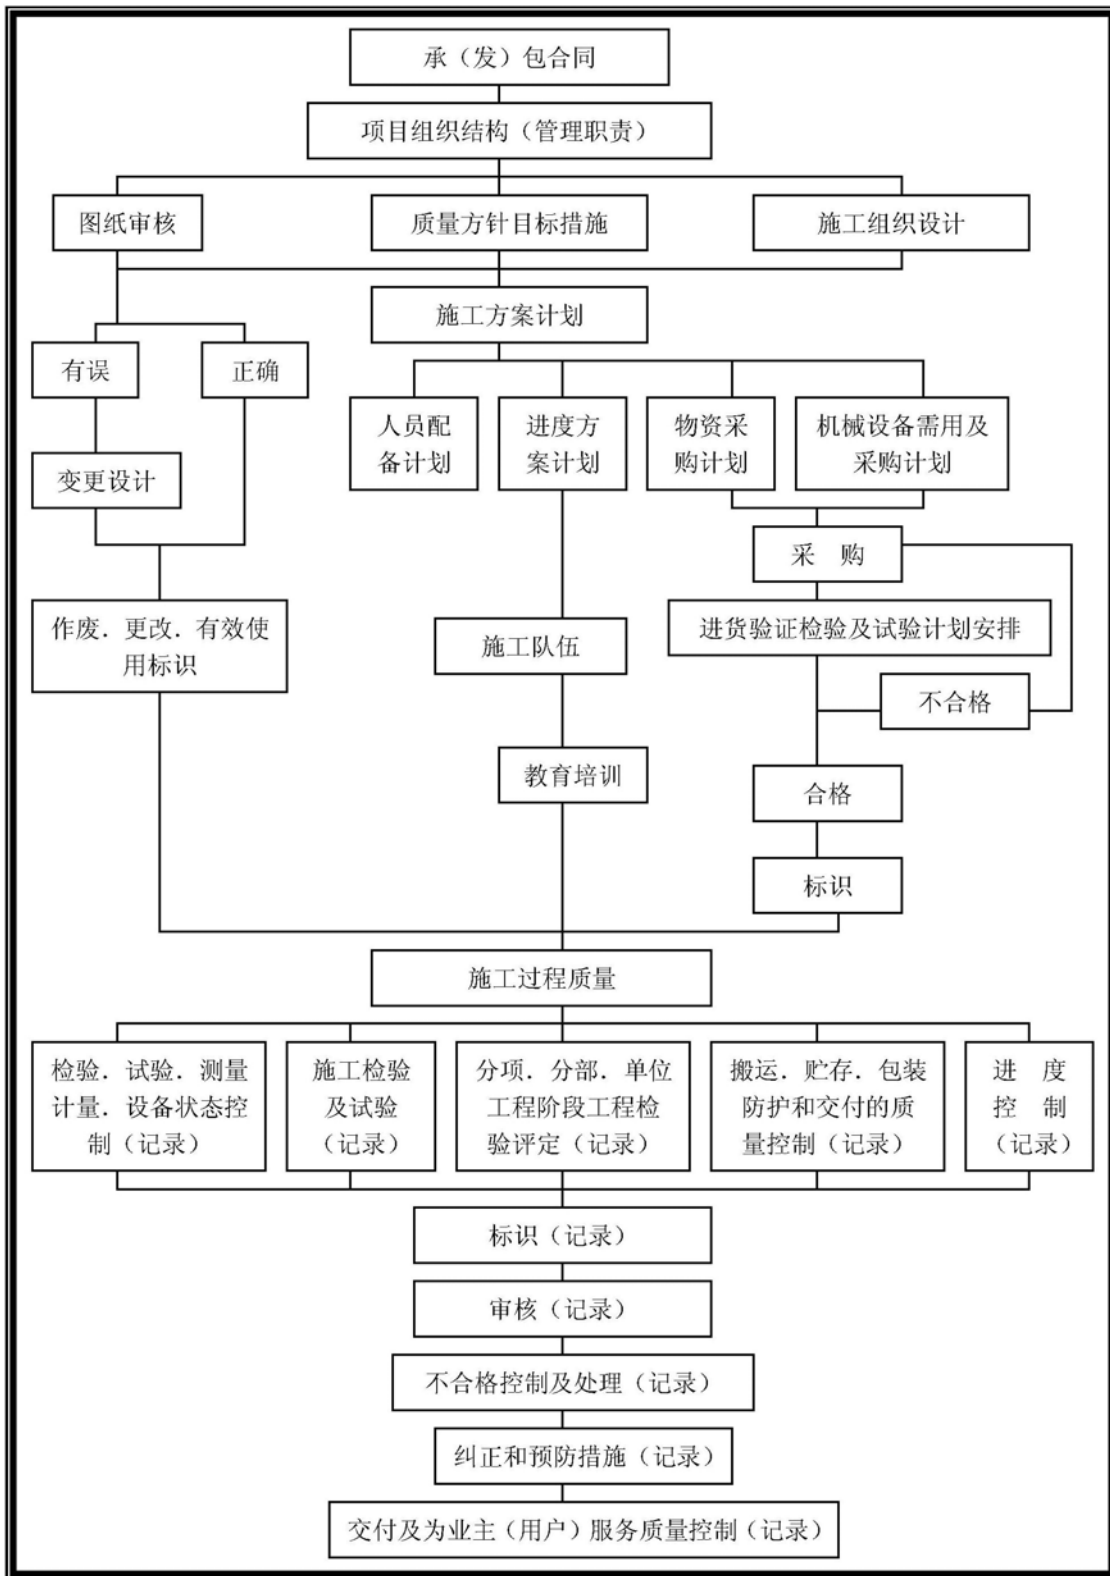 承（发）包合同
项目组织结构（管理职责）
图纸审核
质量方针目标措施
施工组织设计
施工方案计划
有误
正确
人员配
备计划
进度方
案计划
物资采
购计划
机械设备需用及
采购计划
变更设计
采　购
作废．更改．有效使
用标识
施工队伍
进货验证检验及试验计划安排
不合格
教育培训
合格
标识
施工过程质量
检验．试验．测量
计量．设备状态控
制（记录）
施工检验
及试验
（记录）
分项．分部．单位
工程阶段工程检
验评定（记录）
搬运．贮存．包装
防护和交付的质
量控制（记录）
进　度
控　制
（记录）
标识（记录）
审核（记录）
不合格控制及处理（记录）
纠正和预防措施（记录）
交付及为业主（用户）服务质量控制（记录）